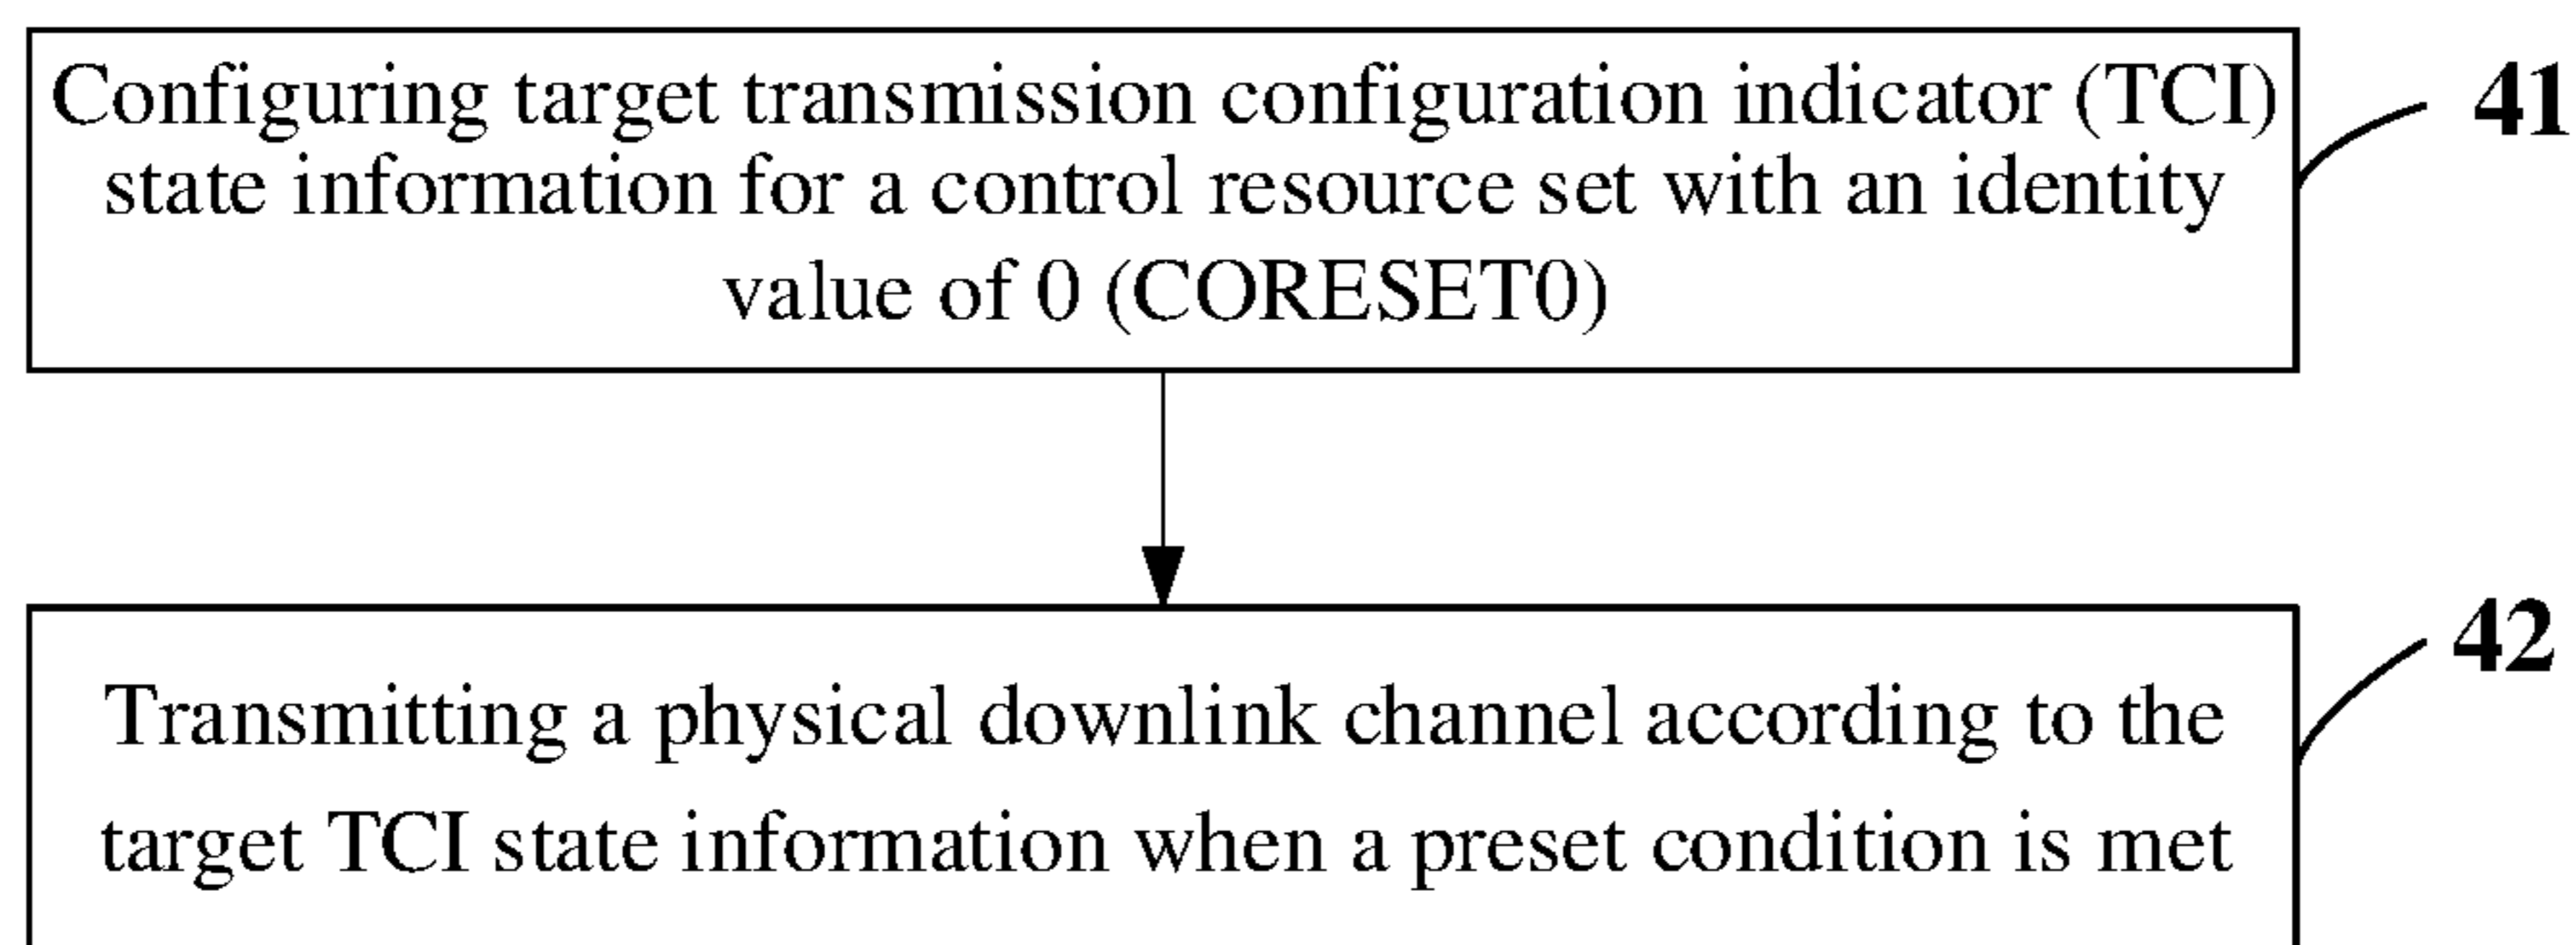 Configuring target transmission configuration indicator (TCI)
state information for a control resource set with an identity
value of 0 (CORESET0)
41
Transmitting a physical downlink channel according to the
target TCI state information when a preset condition is met
42